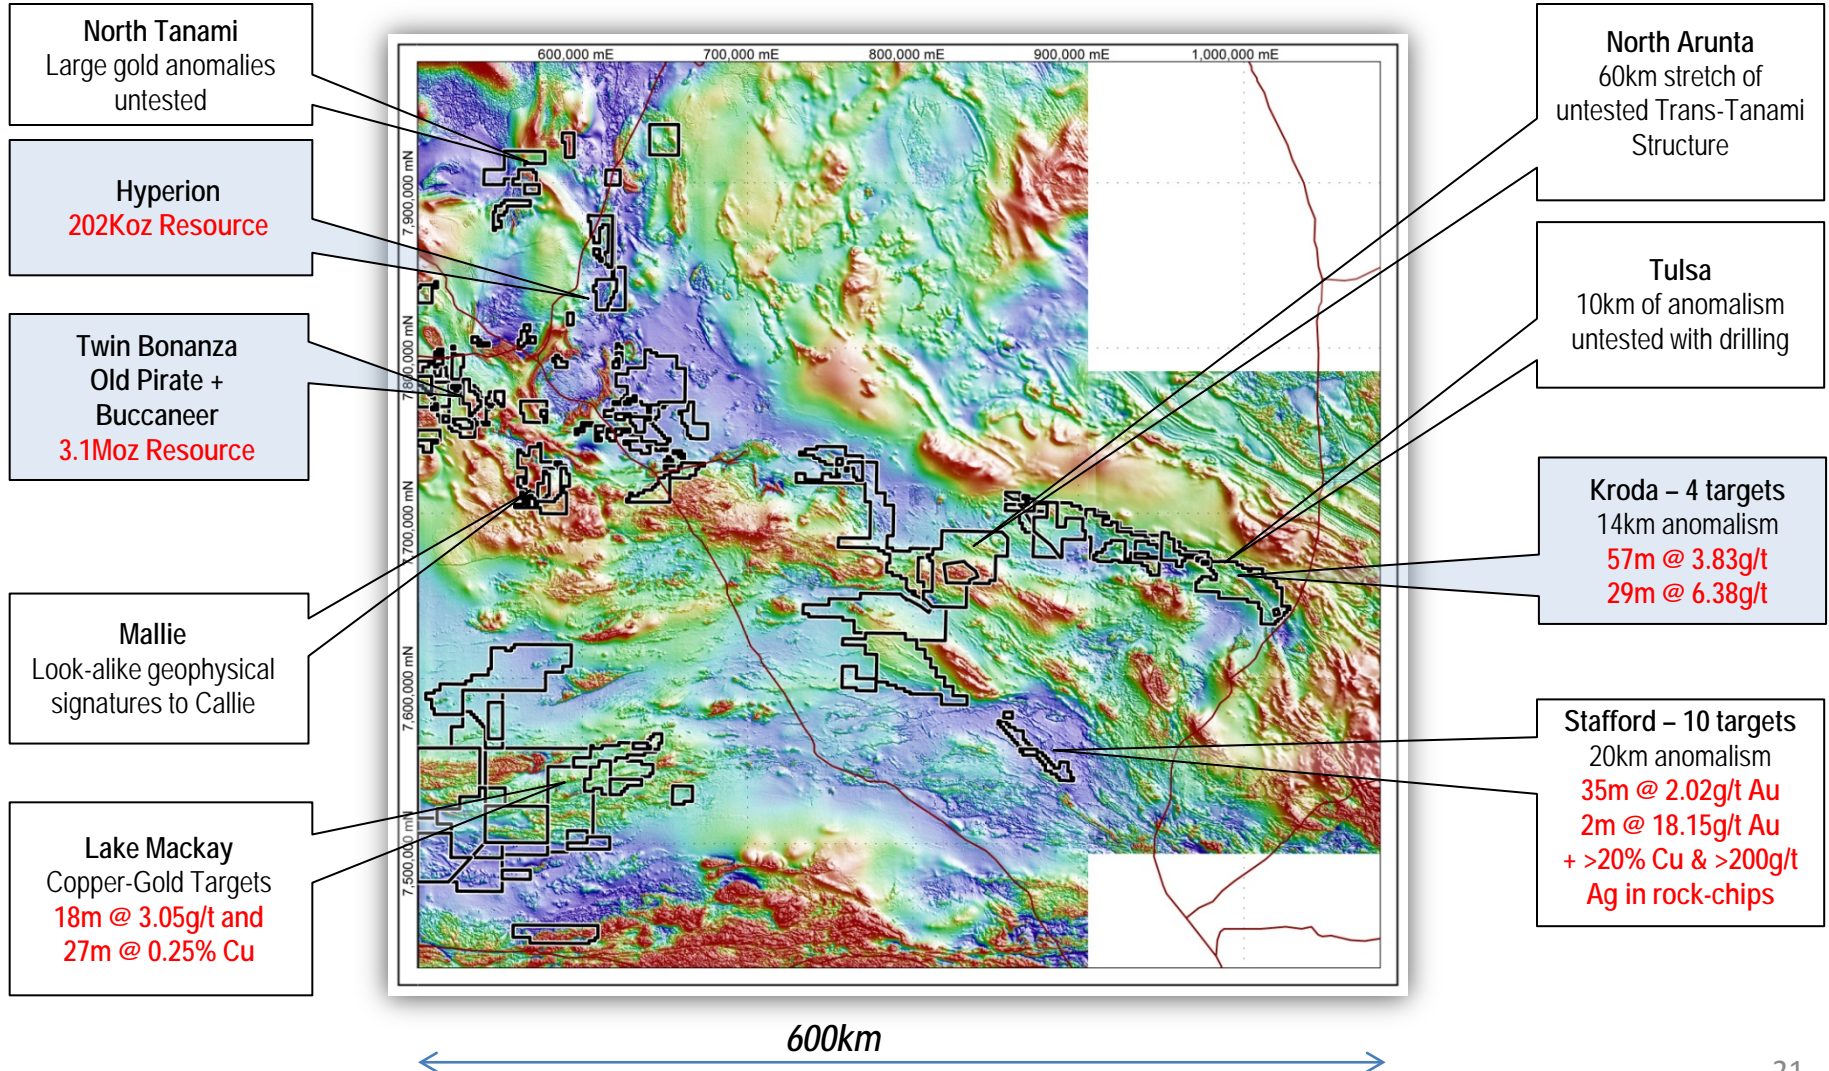 North Tanami
Large gold anomalies
untested
Hyperion
202Koz Resource
Twin Bonanza
Old Pirate +
Buccaneer
3.1Moz Resource
Mallie
Look-alike geophysical
signatures to Callie
Lake Mackay
Copper-Gold Targets
18m @ 3.05g/t and
27m @ 0.25% Cu
600,000 mE
700,000 mE
800,000 mE
900,000 mE
1,000,000 mE
7,900,000 mN
7,800,000 mN
7,700,000 mN
7,600,000 mN
7,500,000 mN
North Arunta
60km stretch of
untested Trans-Tanami
Structure
Tulsa
10km of anomalism
untested with drilling
Kroda – 4 targets
14km anomalism
57m @ 3.83g/t
29m @ 6.38g/t
Stafford – 10 targets
20km anomalism
35m @ 2.02g/t Au
2m @ 18.15g/t Au
+ >20% Cu & >200g/t
Ag in rock-chips
600km
21